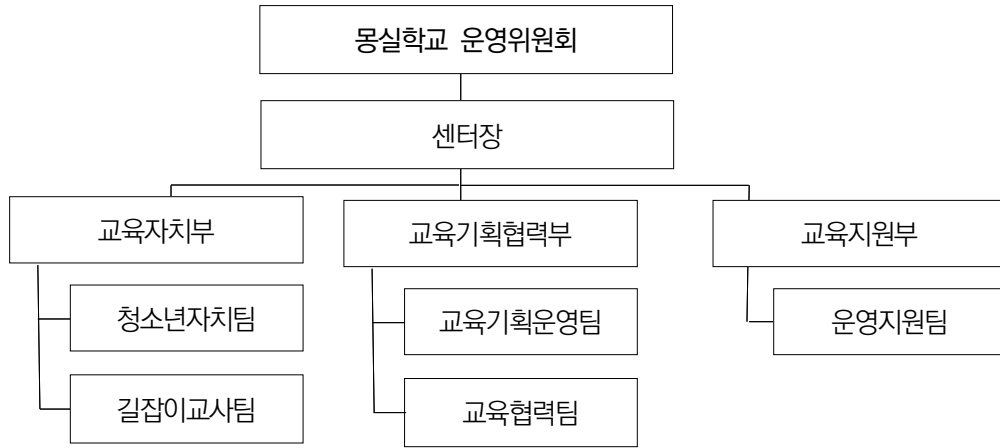 몽실학교 운영위원회
센터장
교육자치부
교육기획협력부
교육지원부
청소년자치팀
교육기획운영팀
운영지원팀
길잡이교사팀
교육협력팀